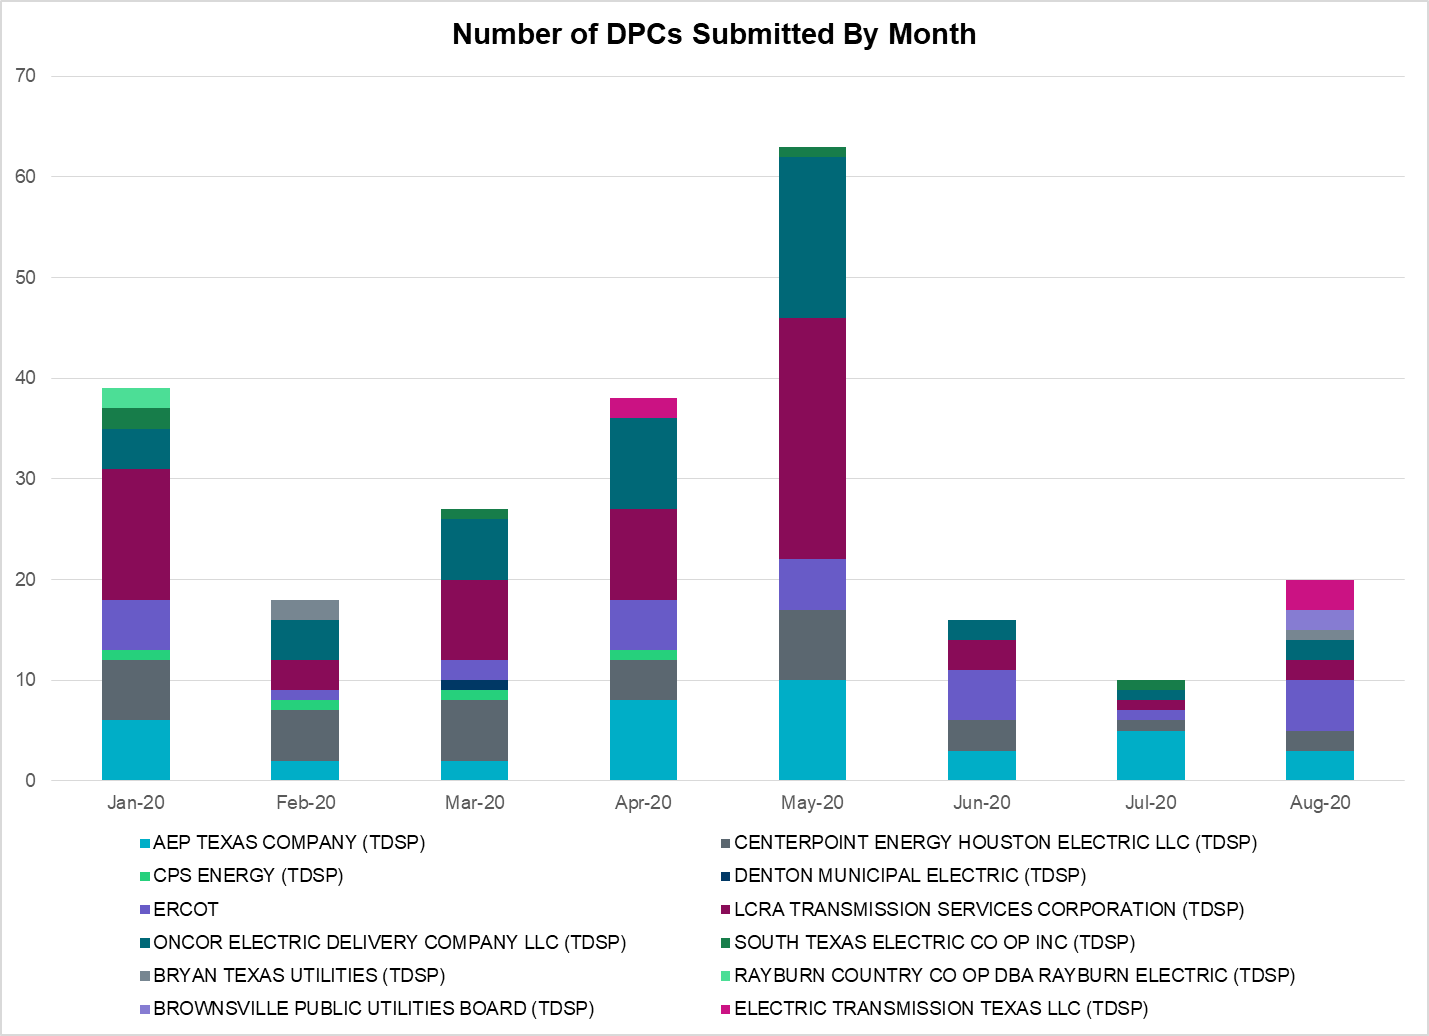 Number of DPCs Submitted By Month
70
60
50
40
30
20
10
0
Jan-20 Feb-20 Mar-20 Apr-20 May-20 Jun-20 Jul-20 Aug-20
AEP TEXAS COMPANY (TDSP) CENTERPOINT ENERGY HOUSTON ELECTRIC LLC (TDSP)
CPS ENERGY (TDSP) DENTON MUNICIPAL ELECTRIC (TDSP)
ERCOT LCRA TRANSMISSION SERVICES CORPORATION (TDSP)
ONCOR ELECTRIC DELIVERY COMPANY LLC (TDSP) SOUTH TEXAS ELECTRIC CO OP INC (TDSP)
BRYAN TEXAS UTILITIES (TDSP) RAYBURN COUNTRY CO OP DBA RAYBURN ELECTRIC (TDSP)
BROWNSVILLE PUBLIC UTILITIES BOARD (TDSP) ELECTRIC TRANSMISSION TEXAS LLC (TDSP)